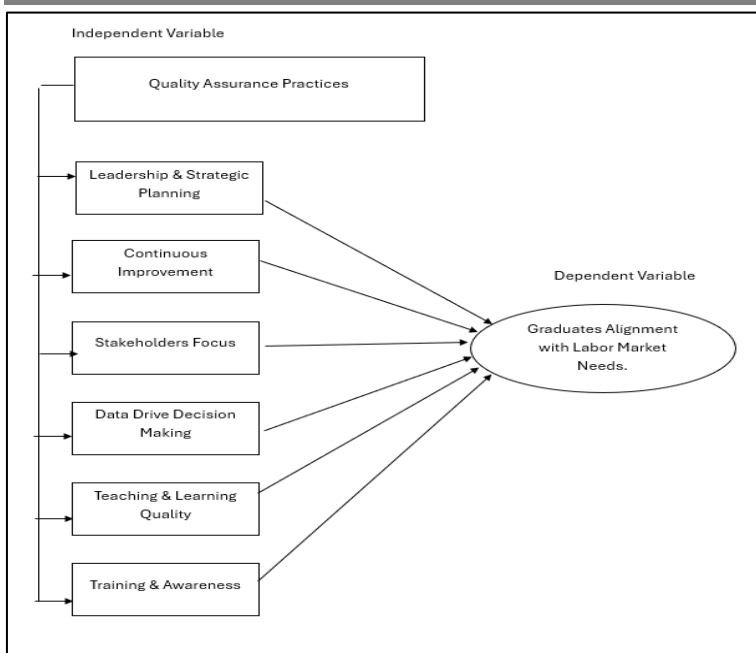 Independent Variable
Quality Assurance Practices
Leadership & Strategic
Planning
Continuous
Improvement
Stakeholders Focus
Data Drive Decision
Making
Teaching & Learning
Quality
Training & Awareness
Dependent Variable
Graduates Alignment
with Labor Market
Needs.